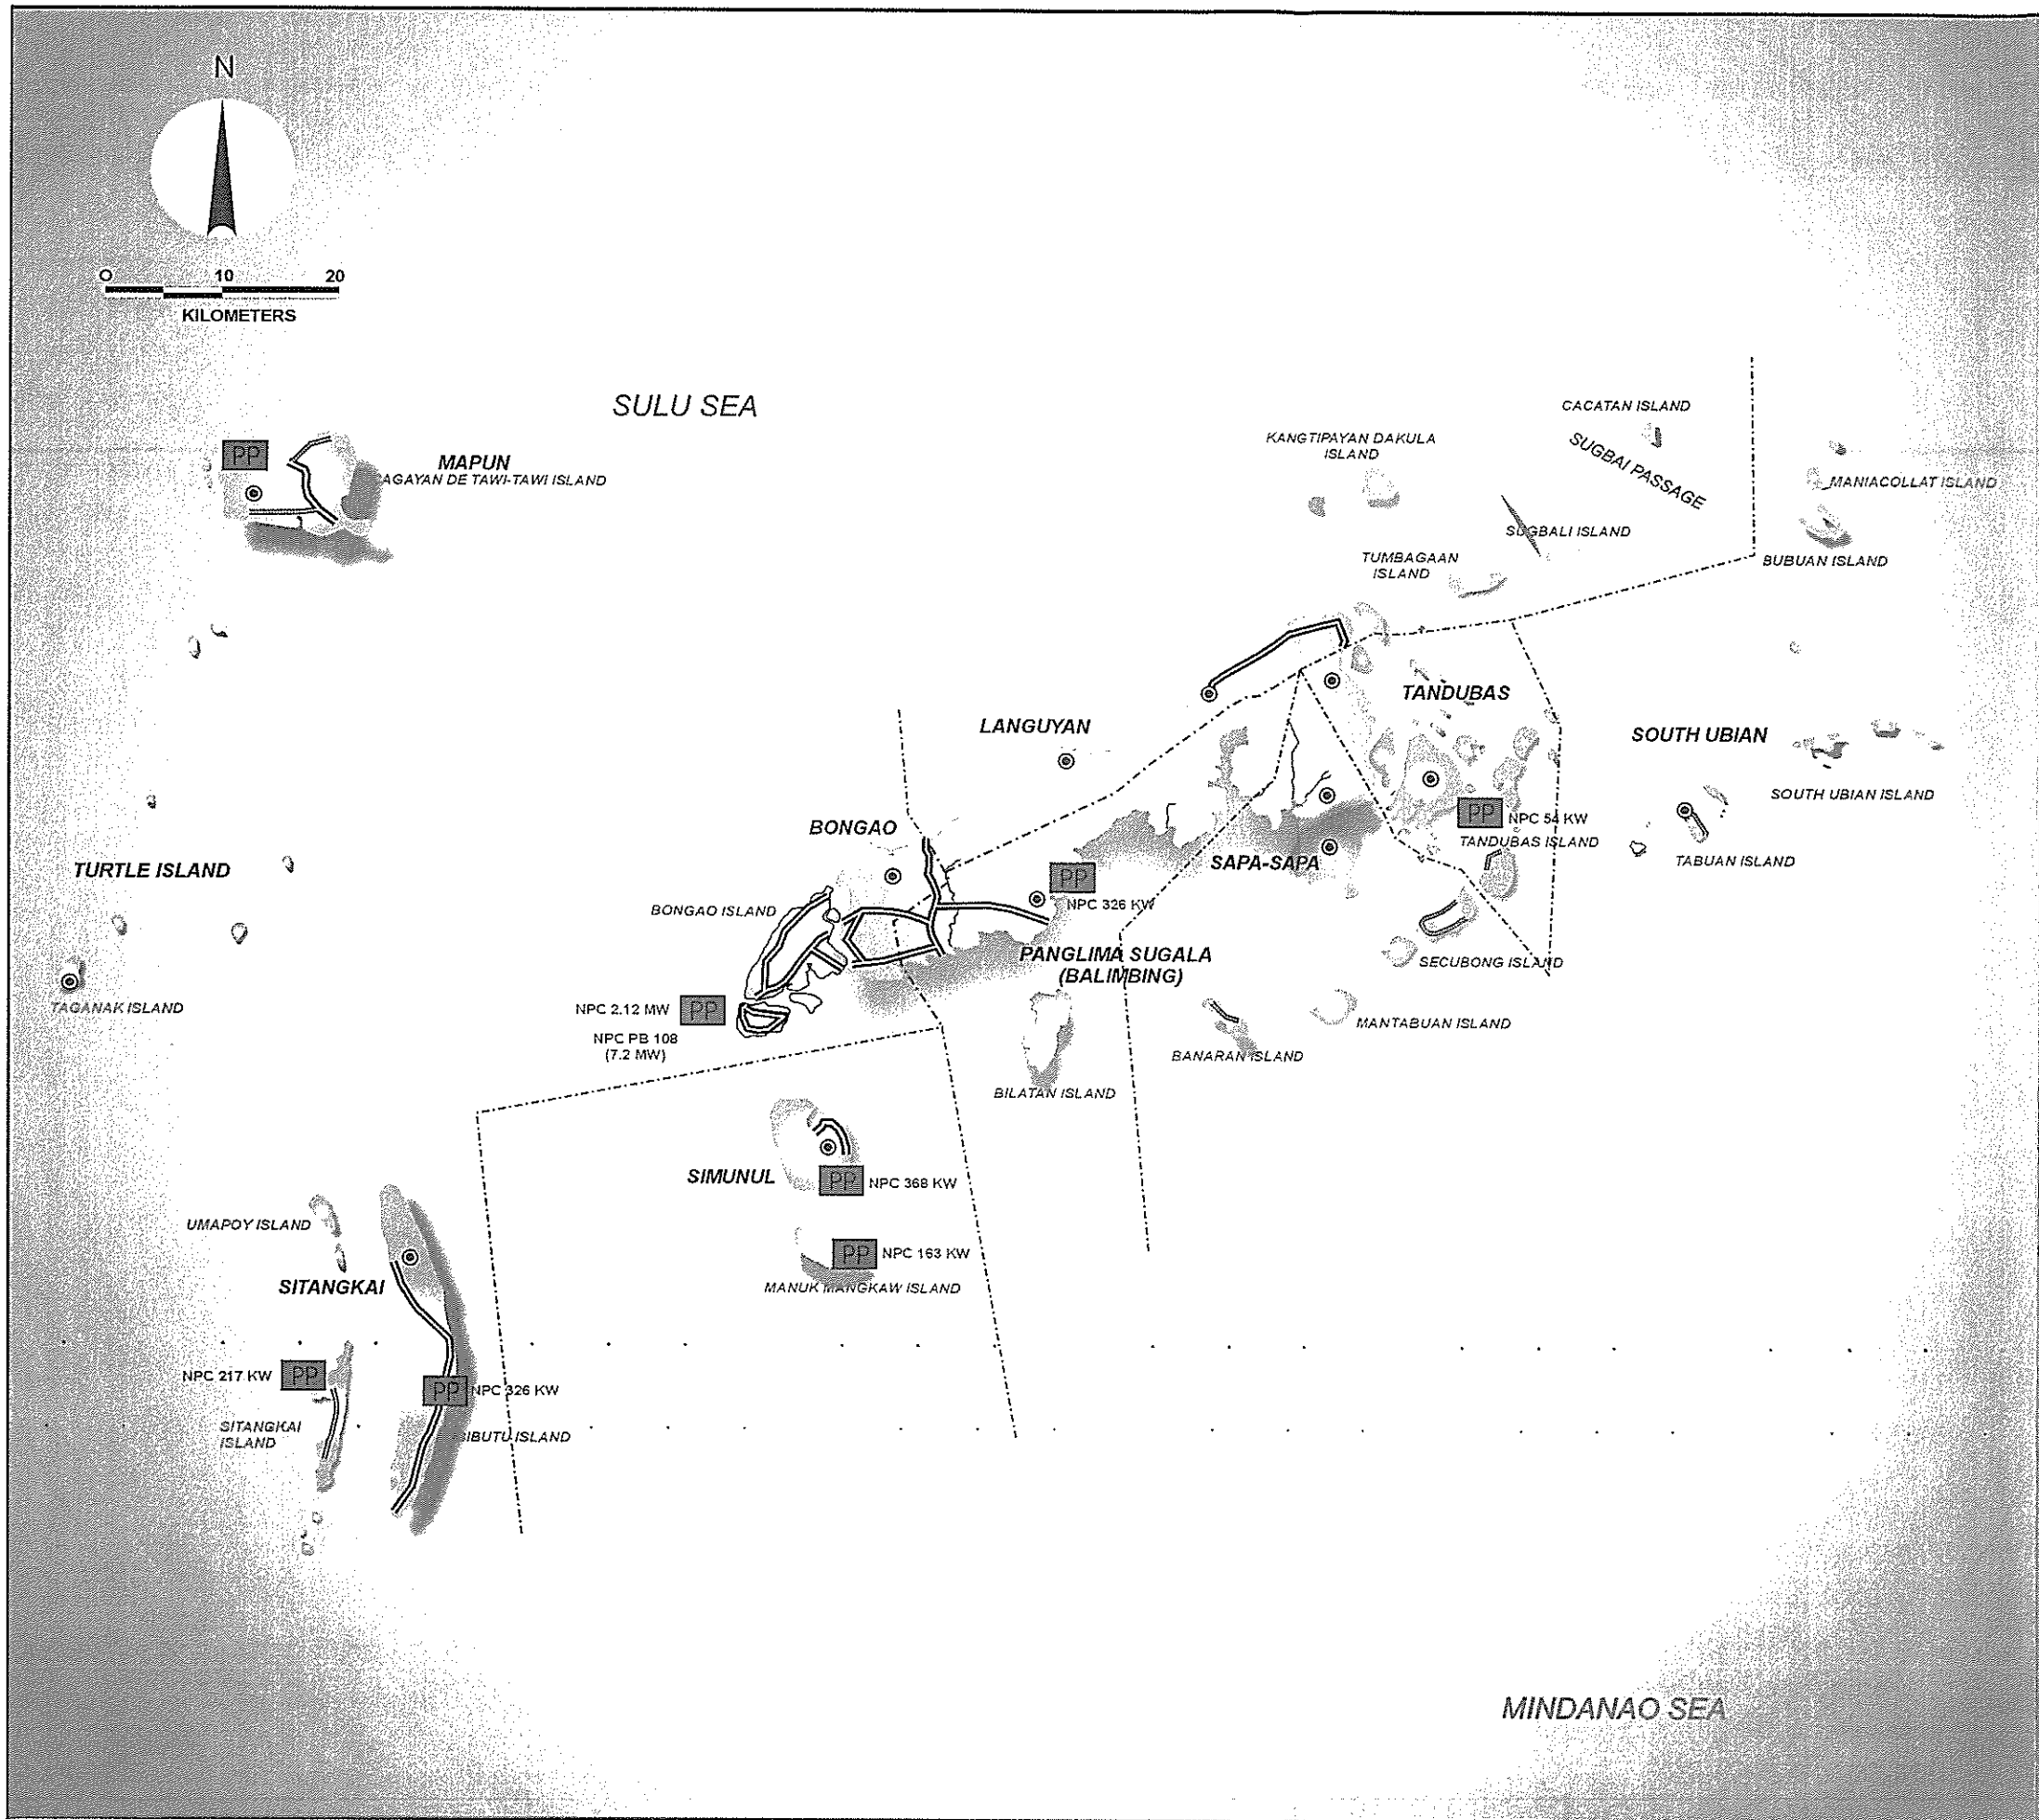 N
O 10 20
KILOMETERS
SULU SEA
CACATAN ISLAND
KANGTIPAYAN DAKULA
ISLAND
SUGBAI PASSAGE
PP
MAPUN
AGAYAN DE TAWI-TAWI ISLAND
MANIACOLLAT ISLAND
SUGBALI ISLAND
TUMBAGAAN
ISLAND
BUBUAN ISLAND
TANDUBAS
LANGUYAN
SOUTH UBIAN
SOUTH UBIAN ISLAND
BONGAO
PP
NPC 54 KW
TANDUBAS ISLAND
TABUAN ISLAND
TURTLE ISLAND
SAPA-SAPA
PP
NPC 326 KW
BONGAO ISLAND
PANGLIMA SUGALA
(BALIMBING)
SECUBONG ISLAND
TAGANAK ISLAND
NPC 2.12 MW
PP
NPC PB 108
(7.2 MW)
MANTABUAN ISLAND
BANARAN ISLAND
BILATAN ISLAND
SIMUNUL
PP
NPC 368 KW
UMAPOY ISLAND
PP
NPC 163 KW
SITANGKAI
MANUK MANGKAW ISLAND
NPC 217 KW
PP
PP
NPC 326 KW
SITANGKAI
ISLAND
IBUTU ISLAND
MINDANAO SEA